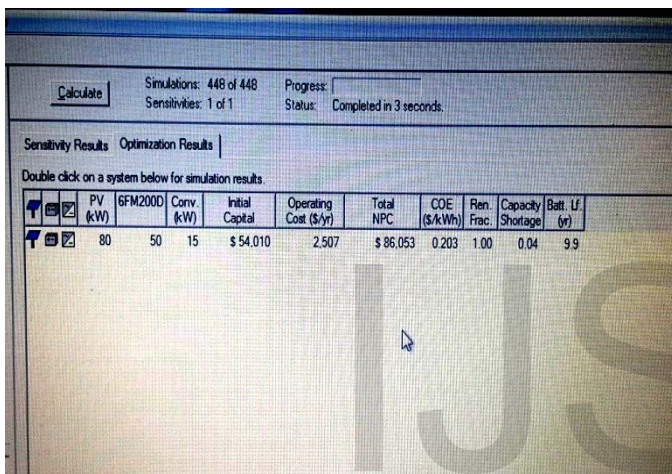 Calculate
Simulations: 448 of 448
Sensitivities: 1 of 1
Progress:
Status: Completed in 3 seconds.
Sensitivity Results Optimization Results
Double click on a system below for simulation results.
PV (kW) 6FM200D Conv. (kW) Initial Capital Operating Cost ($/yr) Total NPC COE ($/kWh) Ren. Frac. Capacity Shortage Batt. Lf. (yr)
80 50 15 $ 54,010 2,507 $ 86,053 0.203 1.00 0.04 9.9
IJS